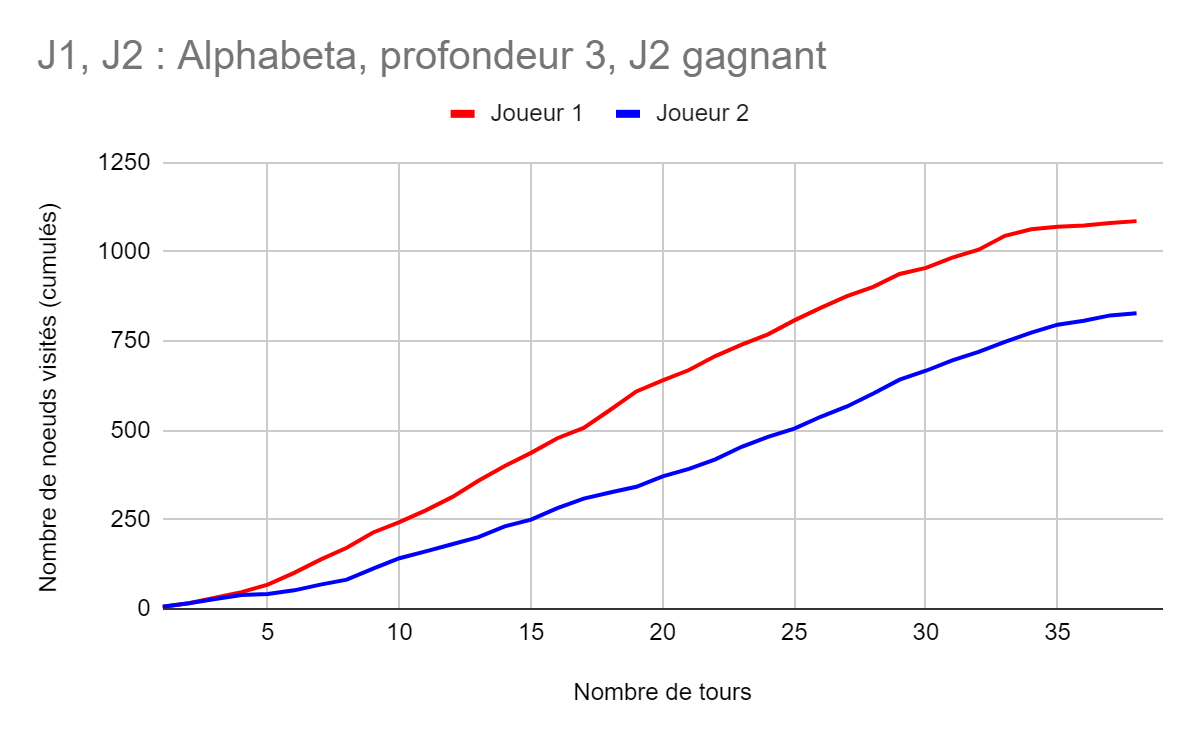 J1, J2 : Alphabeta, profondeur 3, J2 gagnant
Joueur 1
Joueur 2
Nombre de noeuds visités (cumulés)
1250
1000
750
500
250
0
5
10
15
20
25
30
35
Nombre de tours